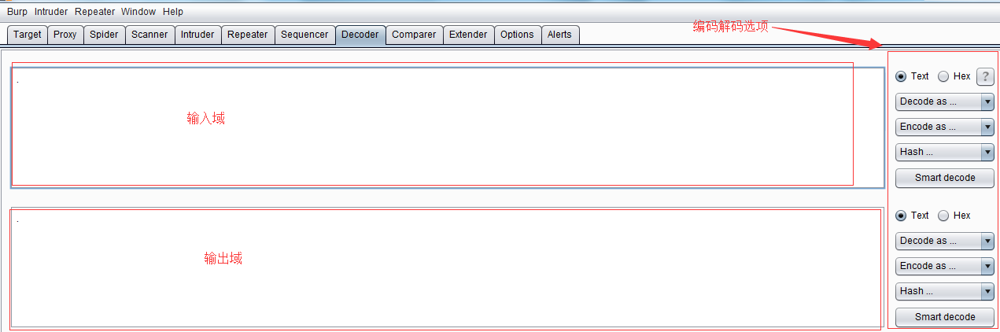 Burp Intruder Repeater Window Help
Target Proxy Spider Scanner Intruder Repeater Sequencer Decoder Comparer Extender Options Alerts
编码解码选项
Text Hex ?
Decode as ...
Encode as ...
Hash ...
Smart decode
.
输入域
Text Hex
Decode as ...
Encode as ...
Hash ...
Smart decode
.
输出域